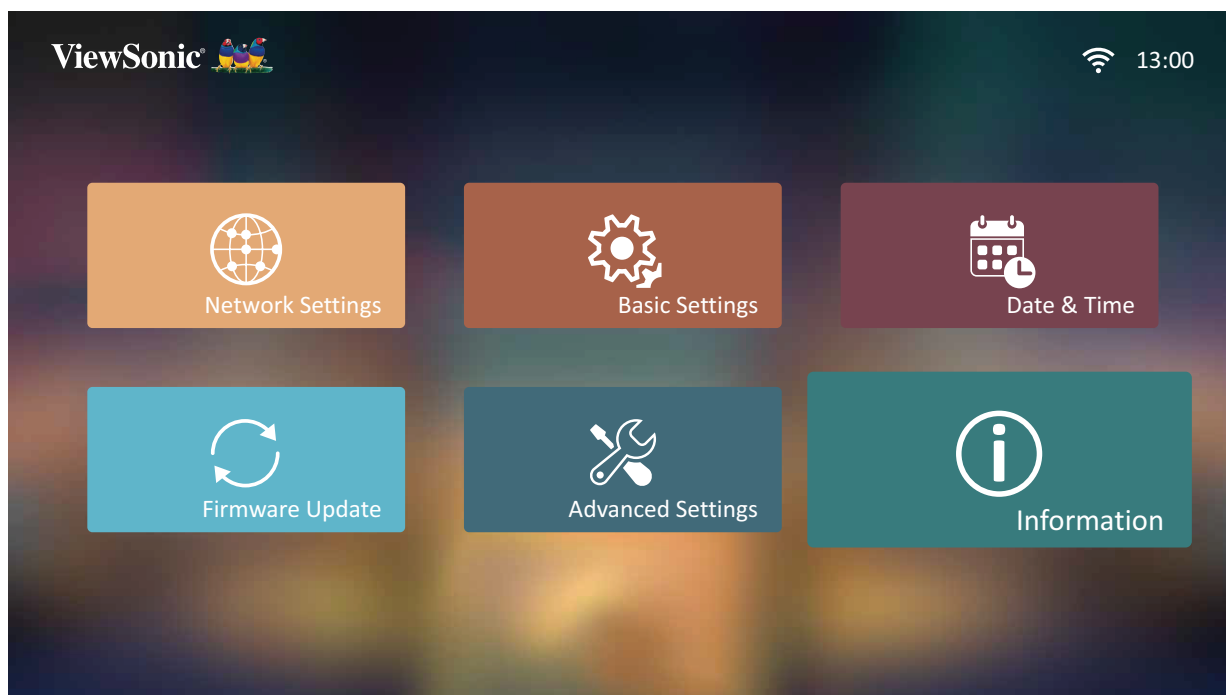 ViewSonic®
13:00
Network Settings
Basic Settings
Date & Time
Firmware Update
Advanced Settings
Information